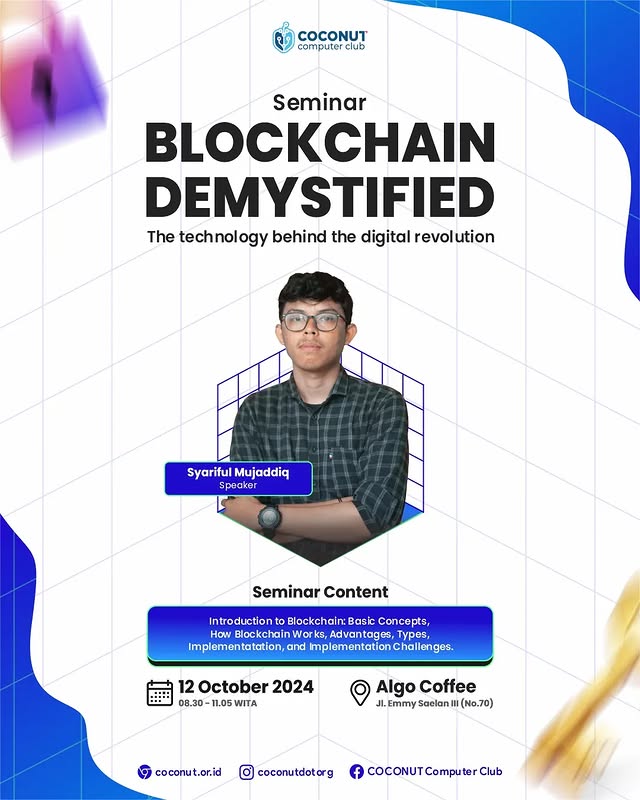 COCONUT
computer club
Seminar
BLOCKCHAIN
DEMYSTIFIED
The technology behind the digital revolution
Syariful Mujaddiq
Speaker
Seminar Content
Introduction to Blockchain: Basic Concepts,
How Blockchain Works, Advantages, Types,
Implementatation, and Implementation Challenges.
12 October 2024
08.30 - 11.05 WITA
Algo Coffee
Jl. Emmy Saelan III (No.70)
coconut.or.id
coconutdotorg
COCONUT Computer Club